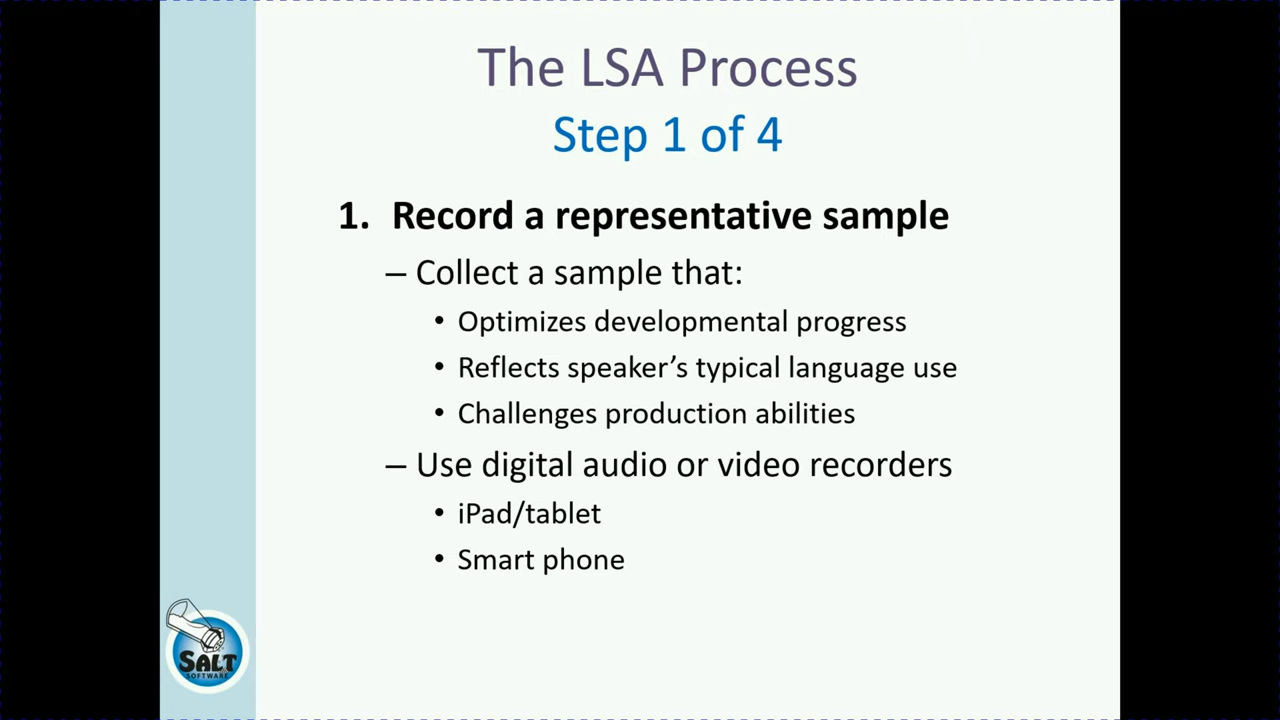 The LSA Process
Step 1 of 4
1. Record a representative sample
– Collect a sample that:
• Optimizes developmental progress
• Reflects speaker’s typical language use
• Challenges production abilities
– Use digital audio or video recorders
• iPad/tablet
• Smart phone
SALT
SOFTWARE